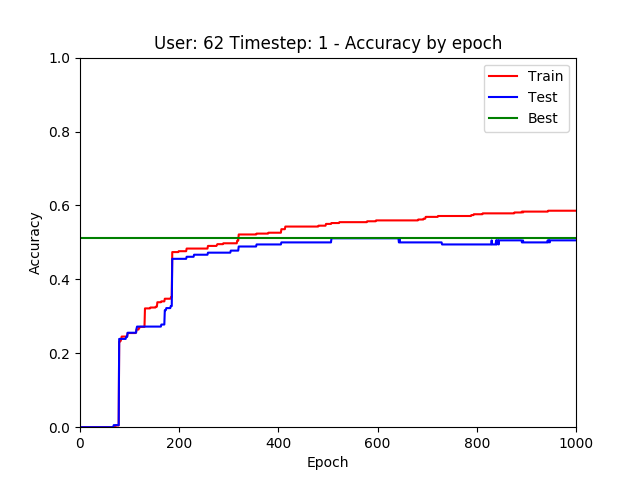 User: 62 Timestep: 1 - Accuracy by epoch
Train
Test
Best
1.0
0.8
0.6
0.4
0.2
0.0
Accuracy
0 200 400 600 800 1000
Epoch